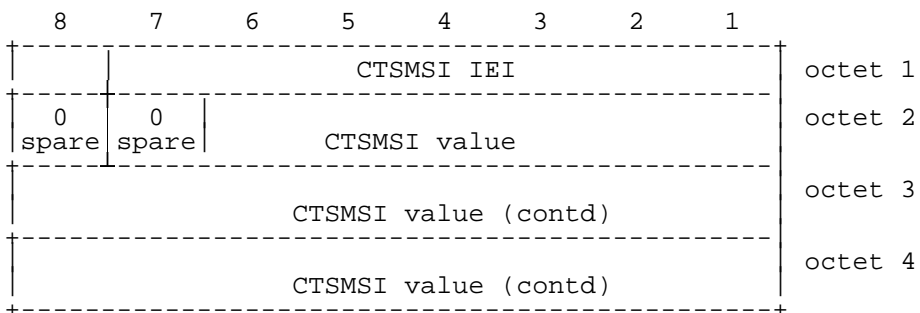 8 7 6 5 4 3 2 1
CTSMSI IEI octet 1
0 0 octet 2
spare spare CTSMSI value
octet 3
CTSMSI value (contd)
octet 4
CTSMSI value (contd)